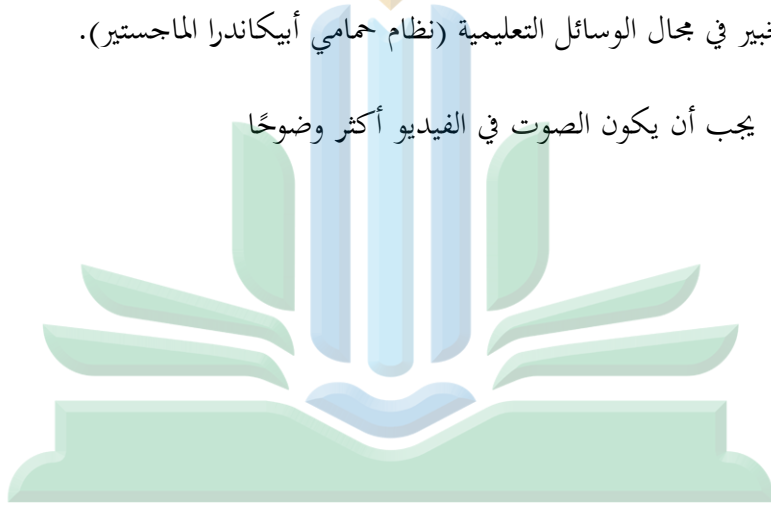 خبير في مجال الوسائل التعليمية (نظام حمامي أبيكاندرا الماجستير).
يجب أن يكون الصوت في الفيديو أكثر وضوحًا